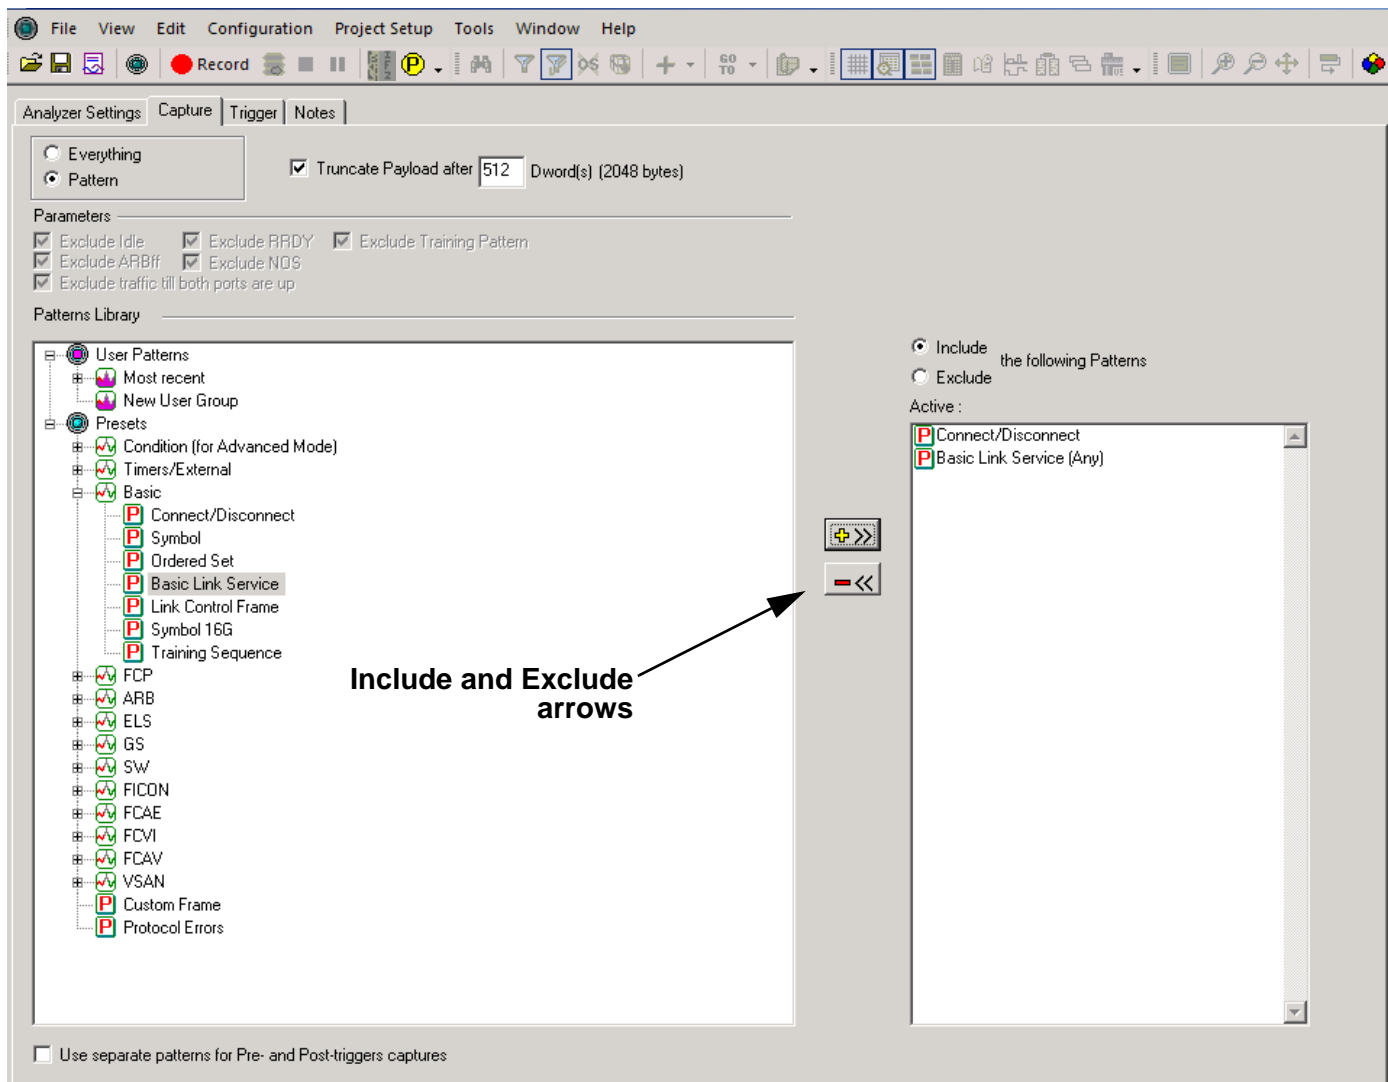 File View Edit Configuration Project Setup Tools Window Help
Record P GO TO
Analyzer Settings Capture Trigger Notes
Everything
Pattern
Truncate Payload after 512 Dword(s) (2048 bytes)
Parameters
Exclude Idle Exclude RRDY Exclude Training Pattern
Exclude ARBff Exclude NOS
Exclude traffic till both ports are up
Patterns Library
User Patterns
Most recent
New User Group
Presets
Condition (for Advanced Mode)
Timers/External
Basic
P Connect/Disconnect
P Symbol
P Ordered Set
P Basic Link Service
P Link Control Frame
P Symbol 16G
P Training Sequence
FCP
ARB
ELS
GS
SW
FICON
FCAE
FCVI
FCAV
VSAN
P Custom Frame
P Protocol Errors
Include and Exclude
arrows
Include
Exclude
the following Patterns
Active :
P Connect/Disconnect
P Basic Link Service (Any)
Use separate patterns for Pre- and Post-triggers captures